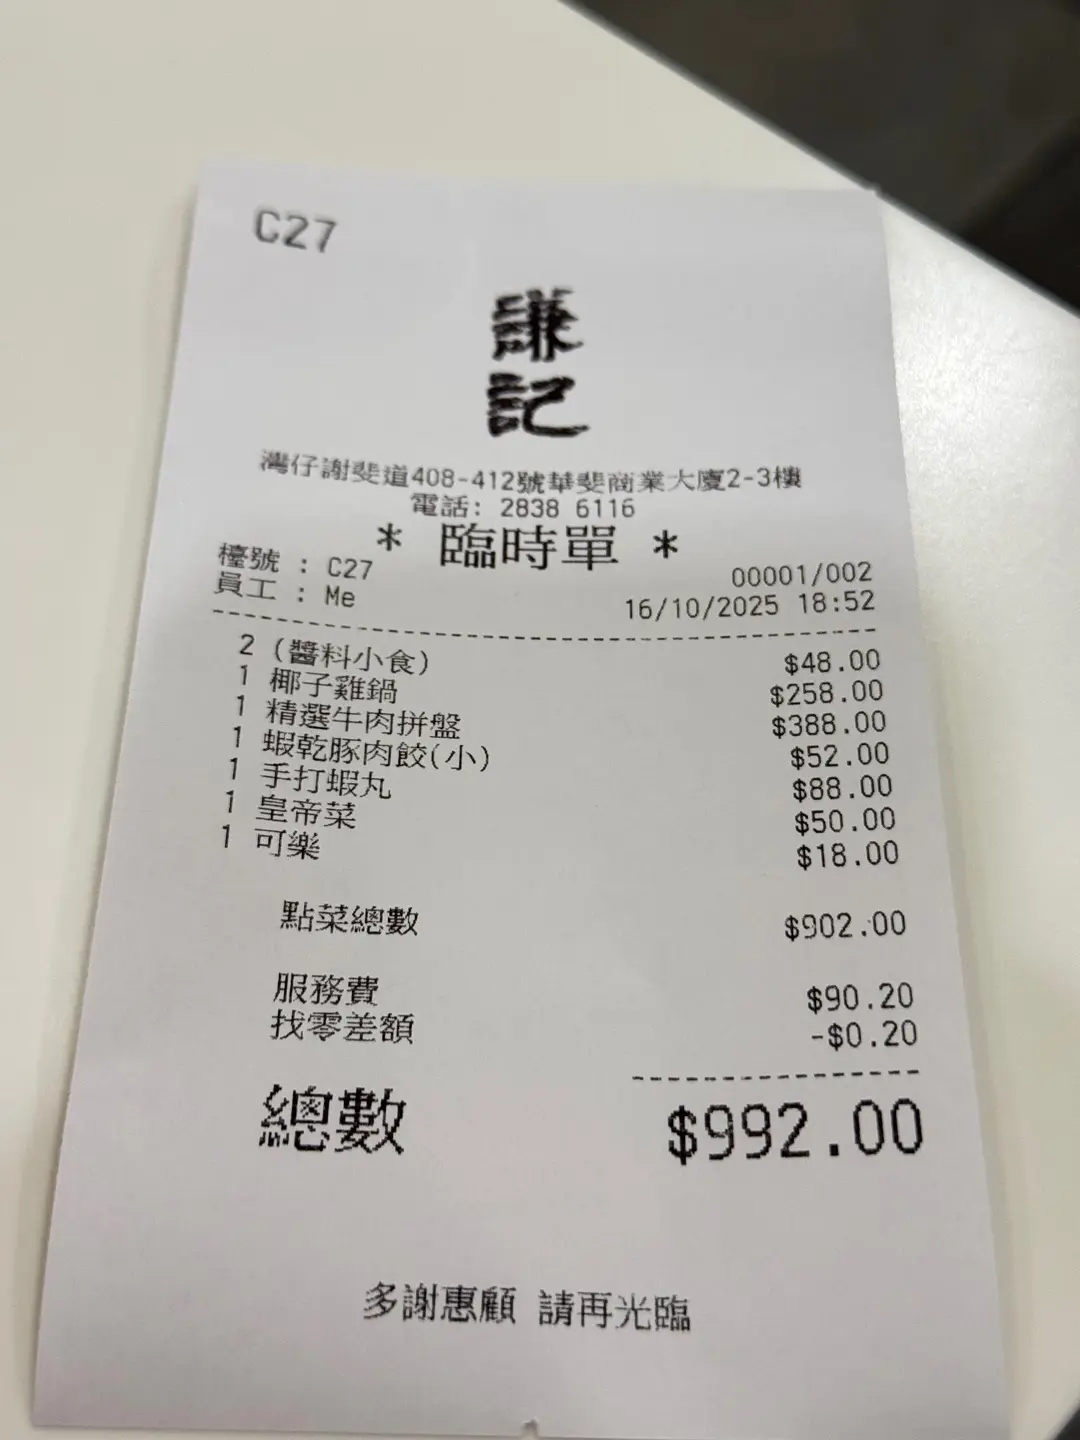 C27
謙
記
灣仔謝斐道408-412號華斐商業大廈2-3樓
電話: 2838 6116
* 臨時單 *
檯號 : C27 00001/002
員工 : Me 16/10/2025 18:52
2 (醬料小食) $48.00
1 椰子雞鍋 $258.00
1 精選牛肉拼盤 $388.00
1 蝦乾豚肉餃(小) $52.00
1 手打蝦丸 $88.00
1 皇帝菜 $50.00
1 可樂 $18.00
點菜總數 $902.00
服務費 $90.20
找零差額 -$0.20
總數 $992.00
多謝惠顧 請再光臨